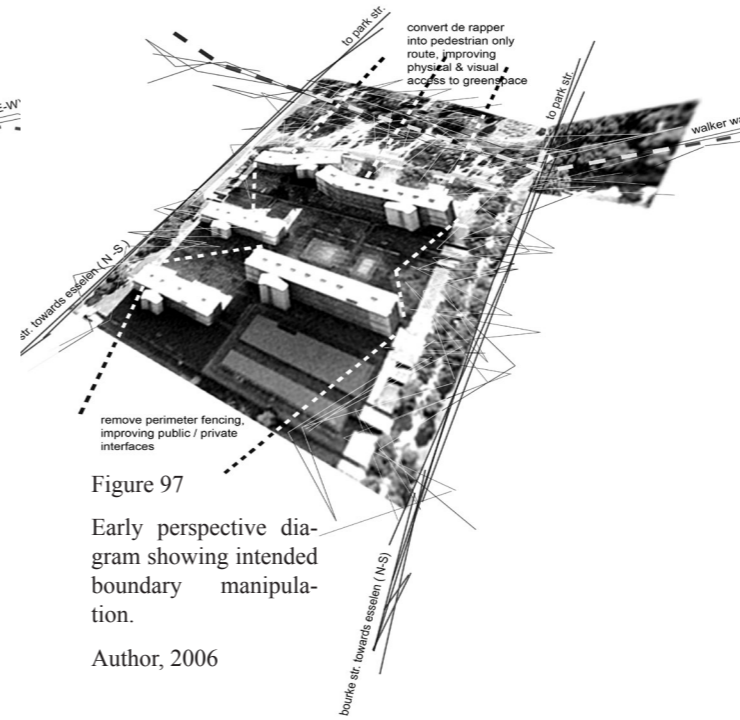 to park str.
convert de rapper
into pedestrian only
route, improving
physical & visual
access to greenspace
to park str.
walker
str. towards esselen ( N -S )
remove perimeter fencing,
improving public / private
interfaces
Figure 97
Early perspective dia-
gram showing intended
boundary manipula-
tion.
Author, 2006
bourke str. towards esselen ( N-S)